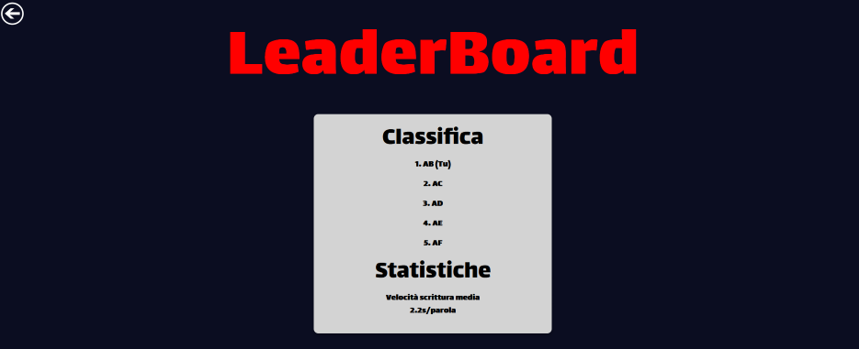 LeaderBoard
Classifica
1. AB (Tu)
2. AC
3. AD
4. AE
5. AF
Statistiche
Velocità scrittura media
2.2s/parola